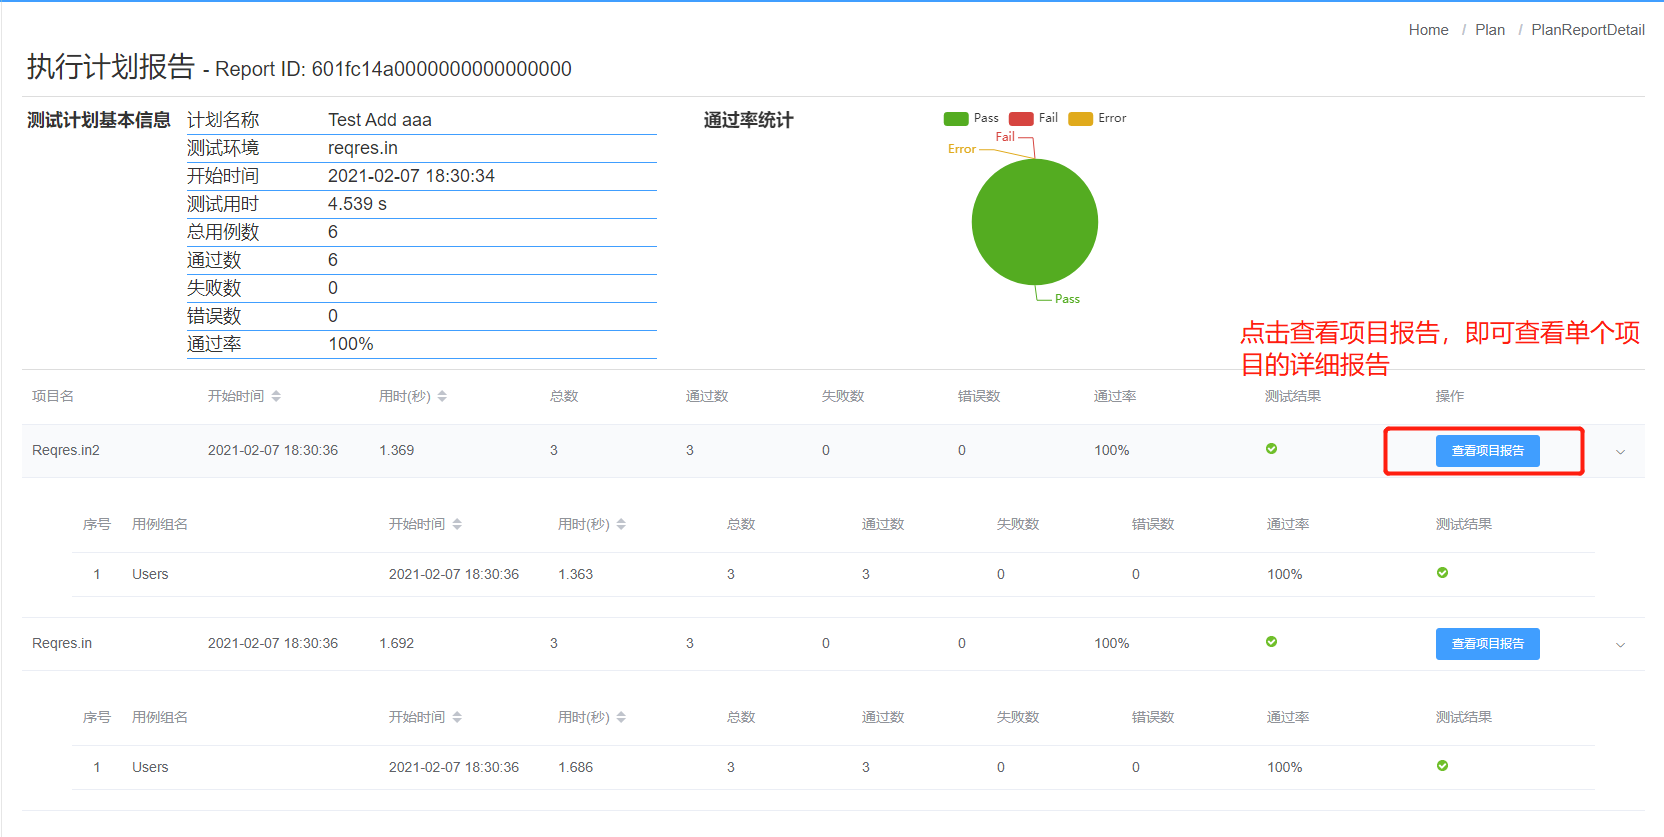 Home / Plan / PlanReportDetail
执行计划报告 - Report ID: 601fc14a0000000000000000
测试计划基本信息
计划名称 Test Add aaa
测试环境 reqres.in
开始时间 2021-02-07 18:30:34
测试用时 4.539 s
总用例数 6
通过数 6
失败数 0
错误数 0
通过率 100%
通过率统计
Pass Fail Error
Fail
Error
Pass
点击查看项目报告，即可查看单个项
目的详细报告
项目名 开始时间 用时(秒) 总数 通过数 失败数 错误数 通过率 测试结果 操作
Reqres.in2 2021-02-07 18:30:36 1.369 3 3 0 0 100% 查看项目报告
序号 用例组名 开始时间 用时(秒) 总数 通过数 失败数 错误数 通过率 测试结果
1 Users 2021-02-07 18:30:36 1.363 3 3 0 0 100%
Reqres.in 2021-02-07 18:30:36 1.692 3 3 0 0 100% 查看项目报告
序号 用例组名 开始时间 用时(秒) 总数 通过数 失败数 错误数 通过率 测试结果
1 Users 2021-02-07 18:30:36 1.686 3 3 0 0 100%